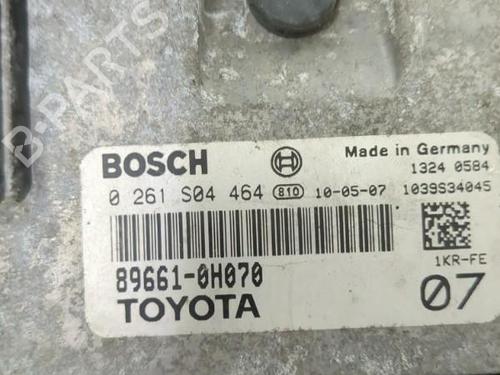 B-PARTS
BOSCH
Made in Germany
1324 0584
0 261 S04 464 810 10-05-07 1039S34045
89661-0H070
1KR-FE
TOYOTA
07